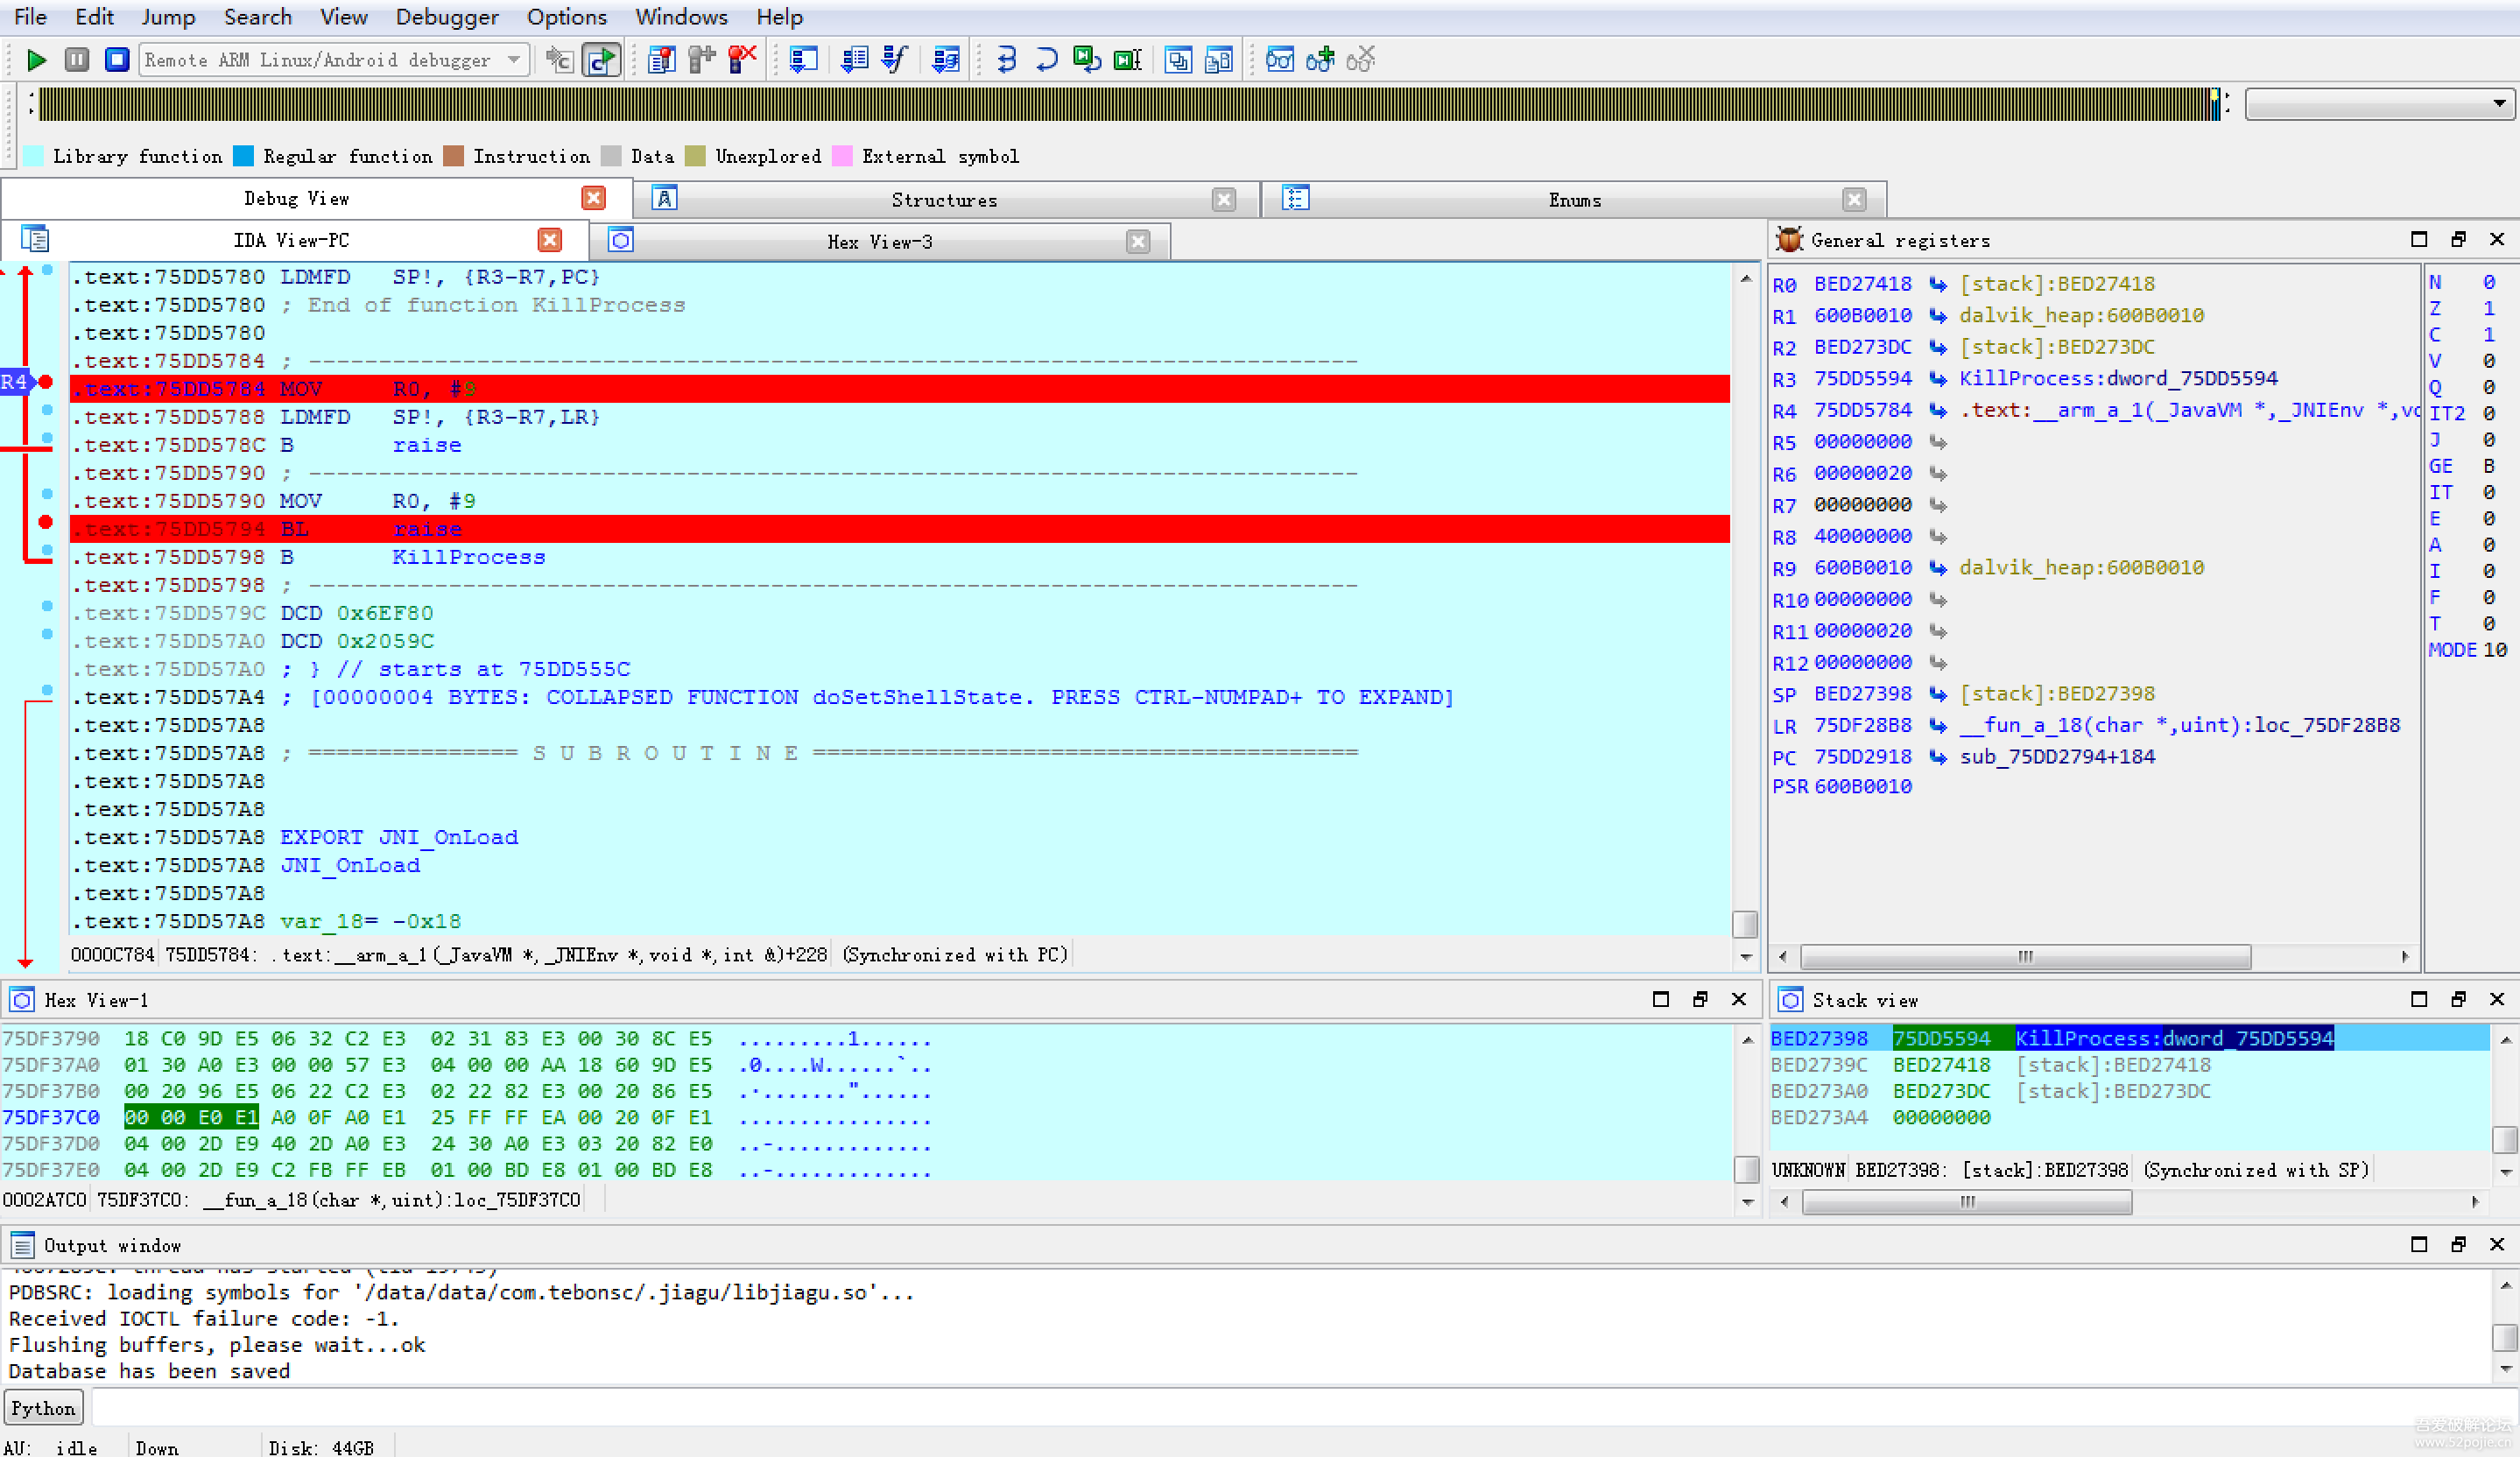 File Edit Jump Search View Debugger Options Windows Help
Remote ARM Linux/Android debugger
Library function Regular function Instruction Data Unexplored External symbol
Debug View Structures Enums
IDA View-PC Hex View-3
.text:75DD5780 LDMFD SP!, {R3-R7,PC}
.text:75DD5780 ; End of function KillProcess
.text:75DD5780
.text:75DD5784 ; ---------------------------------------------------------------------------
R4 .text:75DD5784 MOV R0, #9
.text:75DD5788 LDMFD SP!, {R3-R7,LR}
.text:75DD578C B raise
.text:75DD5790 ; ---------------------------------------------------------------------------
.text:75DD5790 MOV R0, #9
.text:75DD5794 BL raise
.text:75DD5798 B KillProcess
.text:75DD5798 ; ---------------------------------------------------------------------------
.text:75DD579C DCD 0x6EF80
.text:75DD57A0 DCD 0x2059C
.text:75DD57A0 ; } // starts at 75DD555C
.text:75DD57A4 ; [00000004 BYTES: COLLAPSED FUNCTION doSetShellState. PRESS CTRL-NUMPAD+ TO EXPAND]
.text:75DD57A8
.text:75DD57A8 ; =============== S U B R O U T I N E =======================================
.text:75DD57A8
.text:75DD57A8
.text:75DD57A8 EXPORT JNI_OnLoad
.text:75DD57A8 JNI_OnLoad
.text:75DD57A8
.text:75DD57A8 var_18= -0x18
0000C784 75DD5784: .text:__arm_a_1(_JavaVM *,_JNIEnv *,void *,int &)+228 (Synchronized with PC)
General registers
R0 BED27418 [stack]:BED27418
R1 600B0010 dalvik_heap:600B0010
R2 BED273DC [stack]:BED273DC
R3 75DD5594 KillProcess:dword_75DD5594
R4 75DD5784 .text:__arm_a_1(_JavaVM *,_JNIEnv *,vo
R5 00000000
R6 00000020
R7 00000000
R8 40000000
R9 600B0010 dalvik_heap:600B0010
R10 00000000
R11 00000020
R12 00000000
SP BED27398 [stack]:BED27398
LR 75DF28B8 __fun_a_18(char *,uint):loc_75DF28B8
PC 75DD2918 sub_75DD2794+184
PSR 600B0010
N 0
Z 1
C 1
V 0
Q 0
IT2 0
J 0
GE B
IT 0
E 0
A 0
I 0
F 0
T 0
MODE 10
Hex View-1
75DF3790 18 C0 9D E5 06 32 C2 E3 02 31 83 E3 00 30 8C E5 .........1......
75DF37A0 01 30 A0 E3 00 00 57 E3 04 00 00 AA 18 60 9D E5 .0....W......`..
75DF37B0 00 20 96 E5 06 22 C2 E3 02 22 82 E3 00 20 86 E5 .·......."......
75DF37C0 00 00 E0 E1 A0 0F A0 E1 25 FF FF EA 00 20 0F E1 ................
75DF37D0 04 00 2D E9 40 2D A0 E3 24 30 A0 E3 03 20 82 E0 ..-.............
75DF37E0 04 00 2D E9 C2 FB FF EB 01 00 BD E8 01 00 BD E8 ..-.............
0002A7C0 75DF37C0: __fun_a_18(char *,uint):loc_75DF37C0
Stack view
BED27398 75DD5594 KillProcess:dword_75DD5594
BED2739C BED27418 [stack]:BED27418
BED273A0 BED273DC [stack]:BED273DC
BED273A4 00000000
UNKNOWN BED27398: [stack]:BED27398 (Synchronized with SP)
Output window
PDBSRC: loading symbols for '/data/data/com.tebonsc/.jiagu/libjiagu.so'...
Received IOCTL failure code: -1.
Flushing buffers, please wait...ok
Database has been saved
Python
AU: idle Down Disk: 44GB
吾爱破解论坛
www.52pojie.cn